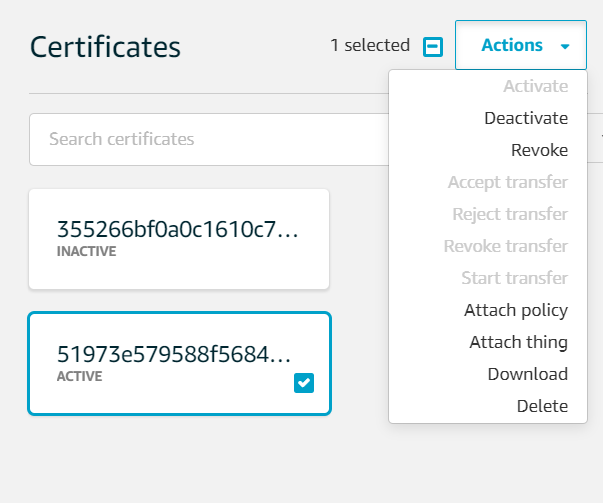 Certificates
1 selected
Actions
Activate
Deactivate
Revoke
Accept transfer
Reject transfer
Revoke transfer
Start transfer
Attach policy
Attach thing
Download
Delete
Search certificates
355266bf0a0c1610c7...
INACTIVE
51973e579588f5684...
ACTIVE